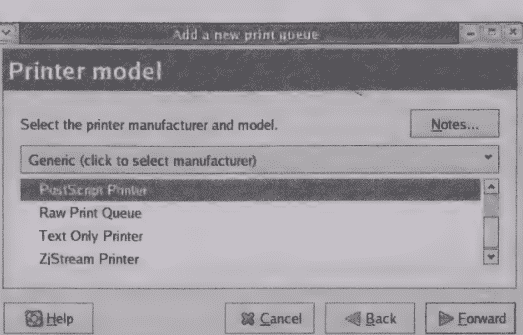 Add a new print queue
Printer model
Select the printer manufacturer and model.
Notes...
Generic (click to select manufacturer)
PostScript Printer
Raw Print Queue
Text Only Printer
ZjStream Printer
Help
Cancel
Back
Forward